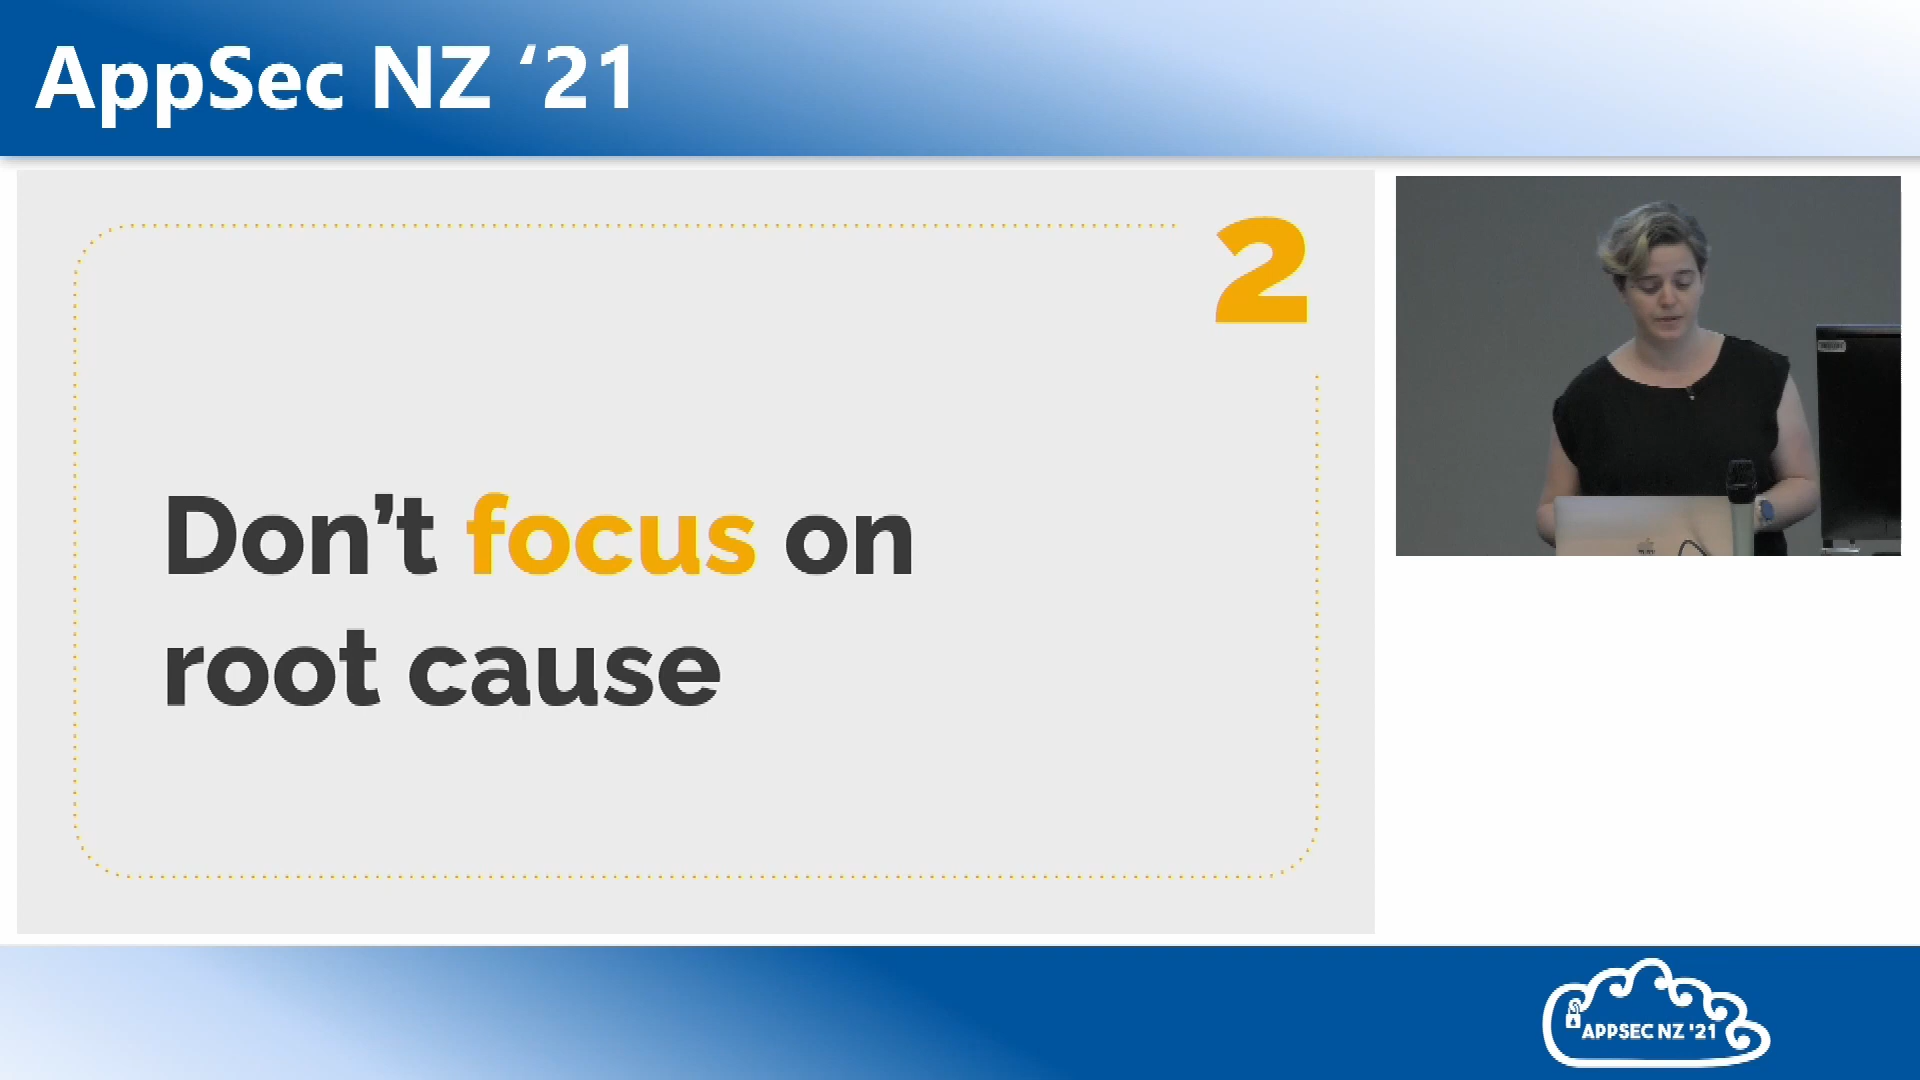 AppSec NZ ‘21
2
Don’t focus on
root cause
APPSEC NZ '21